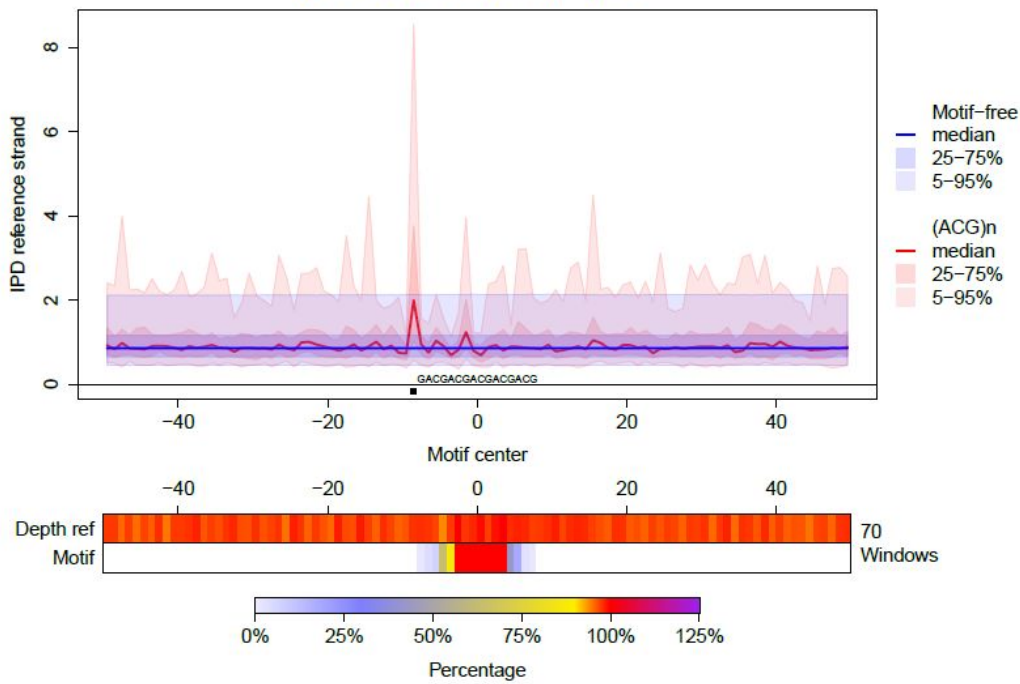 8
6
4
2
0
IPD reference strand
GACGACGACGACGACG
−40 −20 0 20 40
Motif center
Motif−free
median
25−75%
5−95%
(ACG)n
median
25−75%
5−95%
−40 −20 0 20 40
Depth ref 70
Motif Windows
0% 25% 50% 75% 100% 125%
Percentage